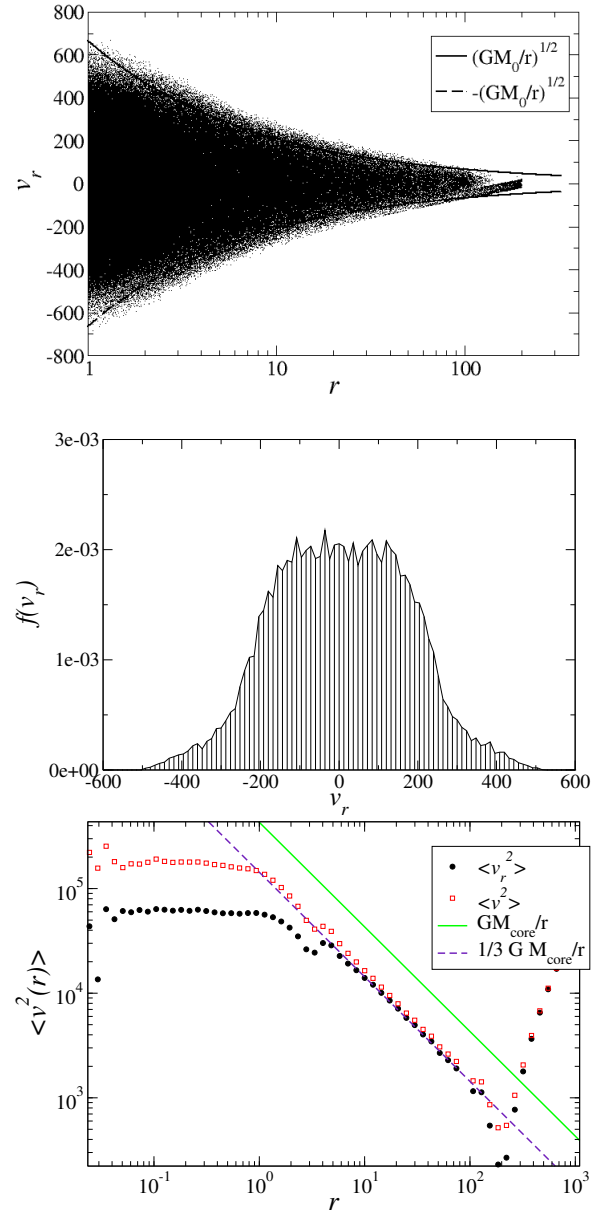 800
600
400
200
0
-200
-400
-600
-800
v_r
(GM_0/r)^{1/2}
-(GM_0/r)^{1/2}
1 10 100
r
3e-03
2e-03
1e-03
0e+00
f(v_r)
-600 -400 -200 0 200 400 600
v_r
<v_r^2>
<v^2>
GM_core/r
1/3 G M_core/r
10^5
10^4
10^3
<v^2(r)>
10^{-1} 10^0 10^1 10^2 10^3
r